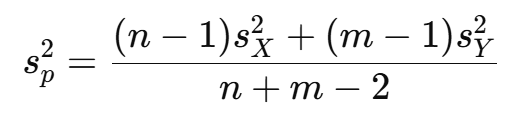 s_p^2 = \frac{(n - 1)s_X^2 + (m - 1)s_Y^2}{n + m - 2}